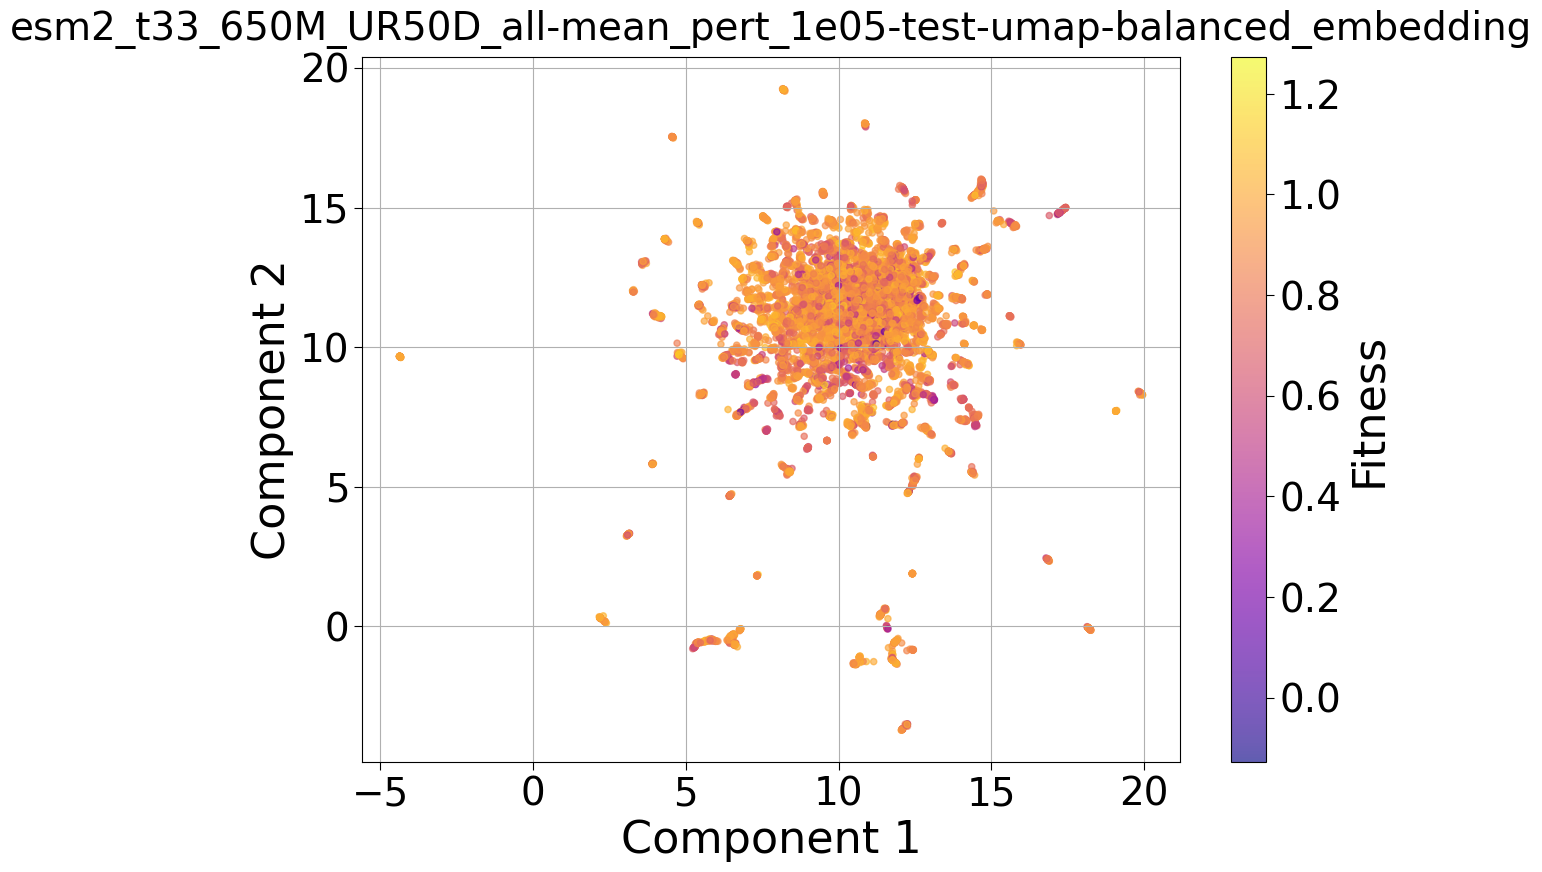 esm2_t33_650M_UR50D_all-mean_pert_1e05-test-umap-balanced_embedding
20
15
10
5
0
Component 2
−5 0 5 10 15 20
Component 1
1.2
1.0
0.8
0.6
0.4
0.2
0.0
Fitness